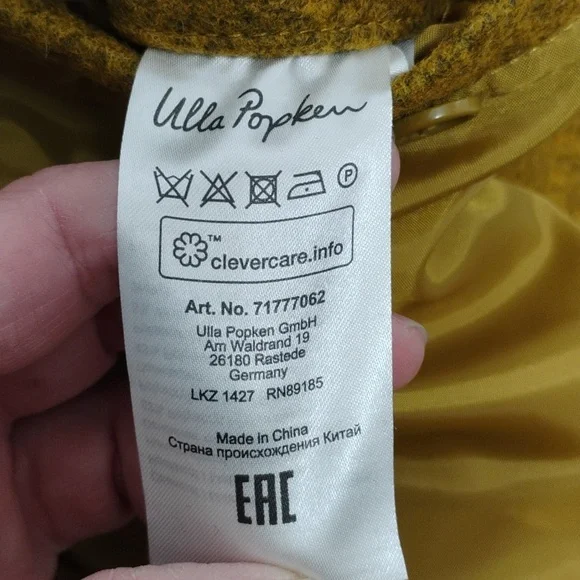 Ulla Popken
P
™
clevercare.info
Art. No. 71777062
Ulla Popken GmbH
Am Waldrand 19
26180 Rastede
Germany
LKZ 1427 RN89185
Made in China
Страна происхождения Китай
EAC